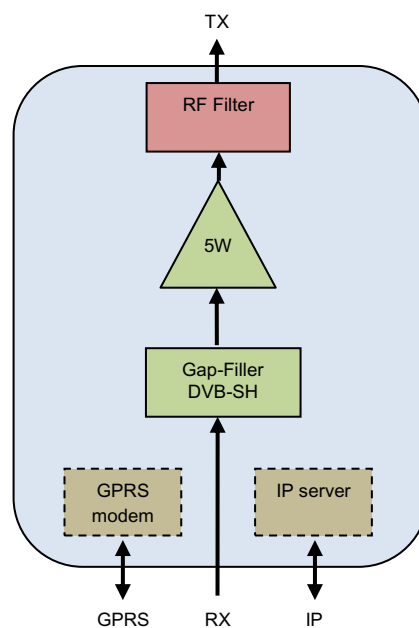 TX
RF Filter
5W
Gap-Filler
DVB-SH
GPRS
modem
IP server
GPRS
RX
IP